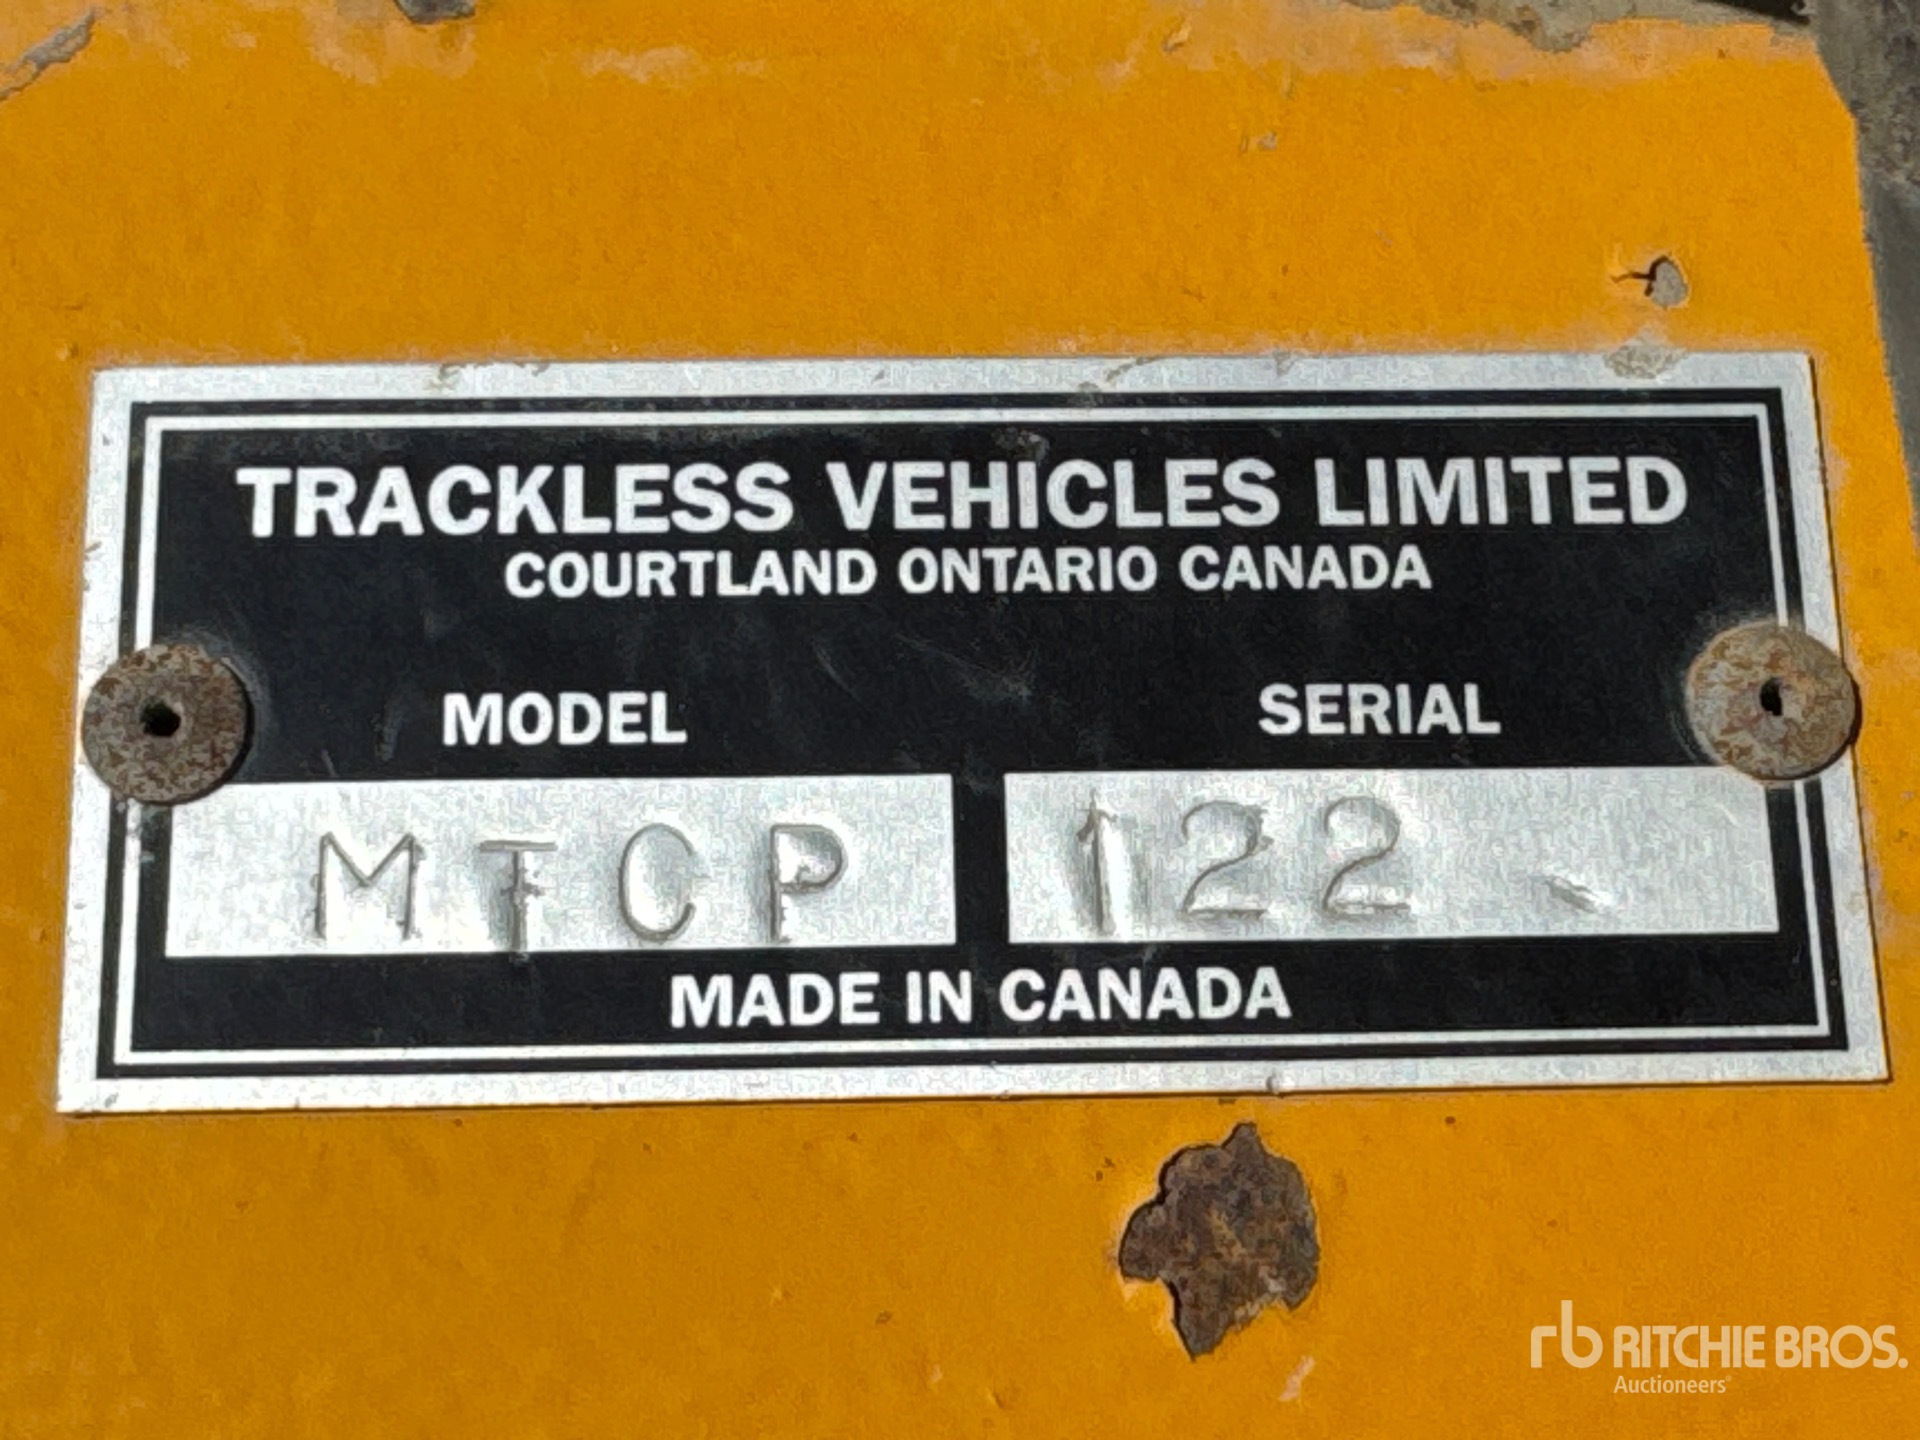 TRACKLESS VEHICLES LIMITED
COURTLAND ONTARIO CANADA
MODEL SERIAL
MTCP 122
MADE IN CANADA
rb RITCHIE BROS.
Auctioneers